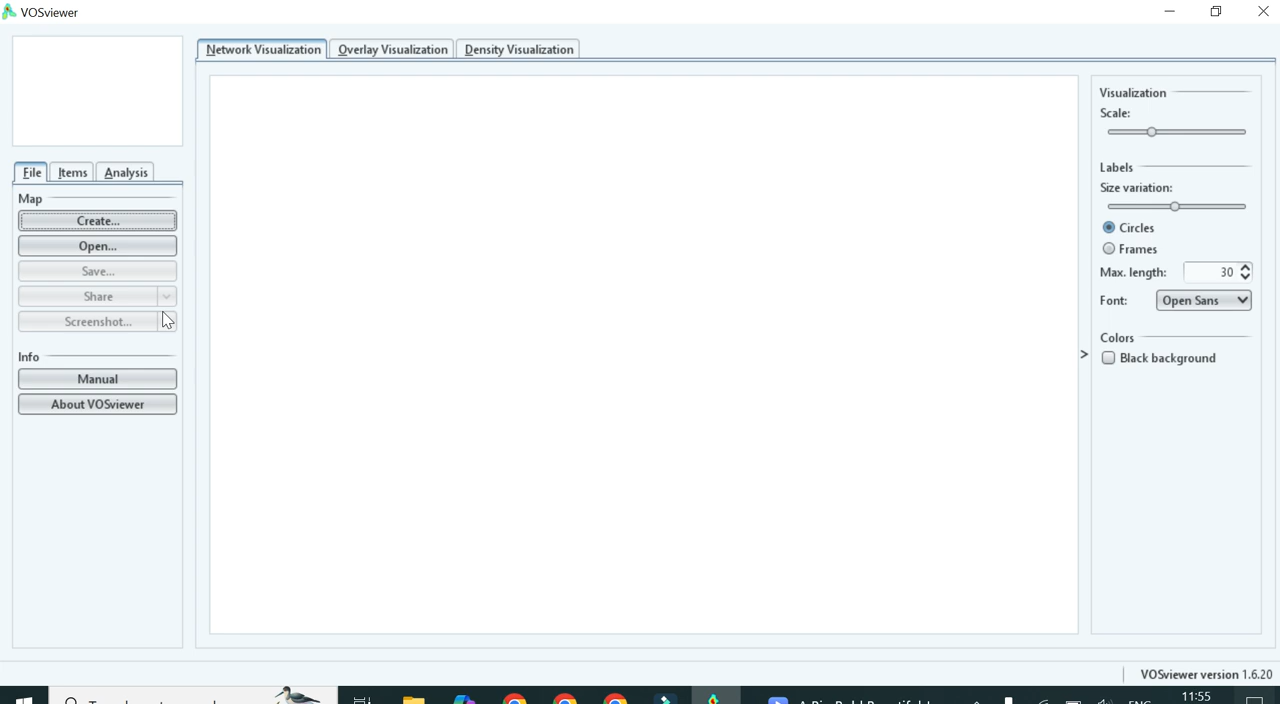 VOSviewer
Network Visualization Overlay Visualization Density Visualization
File Items Analysis
Map
Create...
Open...
Save...
Share
Screenshot...
Info
Manual
About VOSviewer
Visualization
Scale:
Labels
Size variation:
Circles
Frames
Max. length: 30
Font: Open Sans
>
Colors
Black background
VOSviewer version 1.6.20
11:55